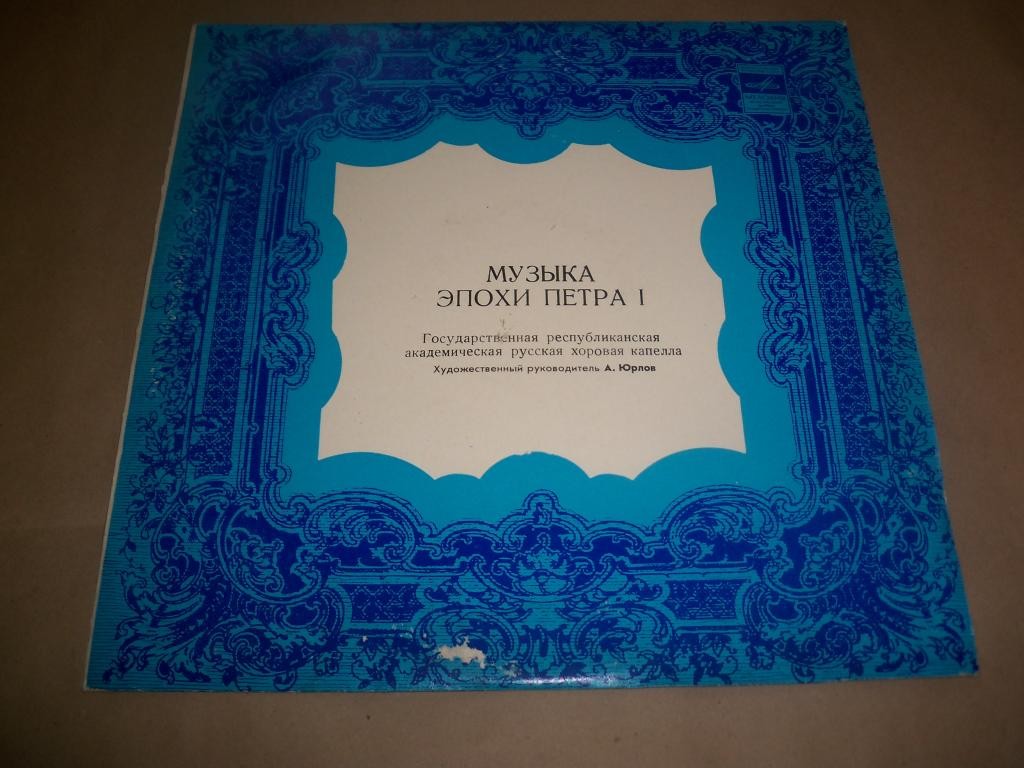 МУЗЫКА
ЭПОХИ ПЕТРА I
Государственная республиканская
академическая русская хоровая капелла
Художественный руководитель А. Юрлов